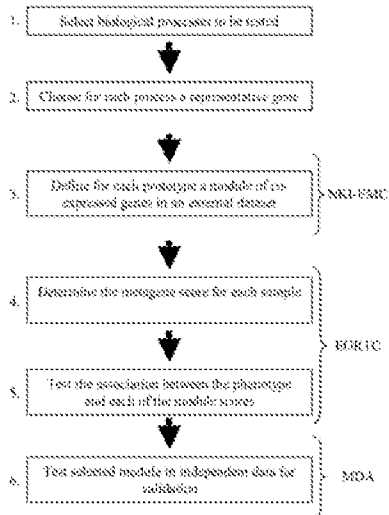 1. Select biological processes to be tested
2. Choose for each process a representative gene
3. Define for each prototype a module of co-
expressed genes in an external dataset
NKI-EMC
4. Determine the metagene score for each sample
EORTC
5. Test the association between the phenotype
and each of the module scores
6. Test selected module in independent data for
validation
MDA